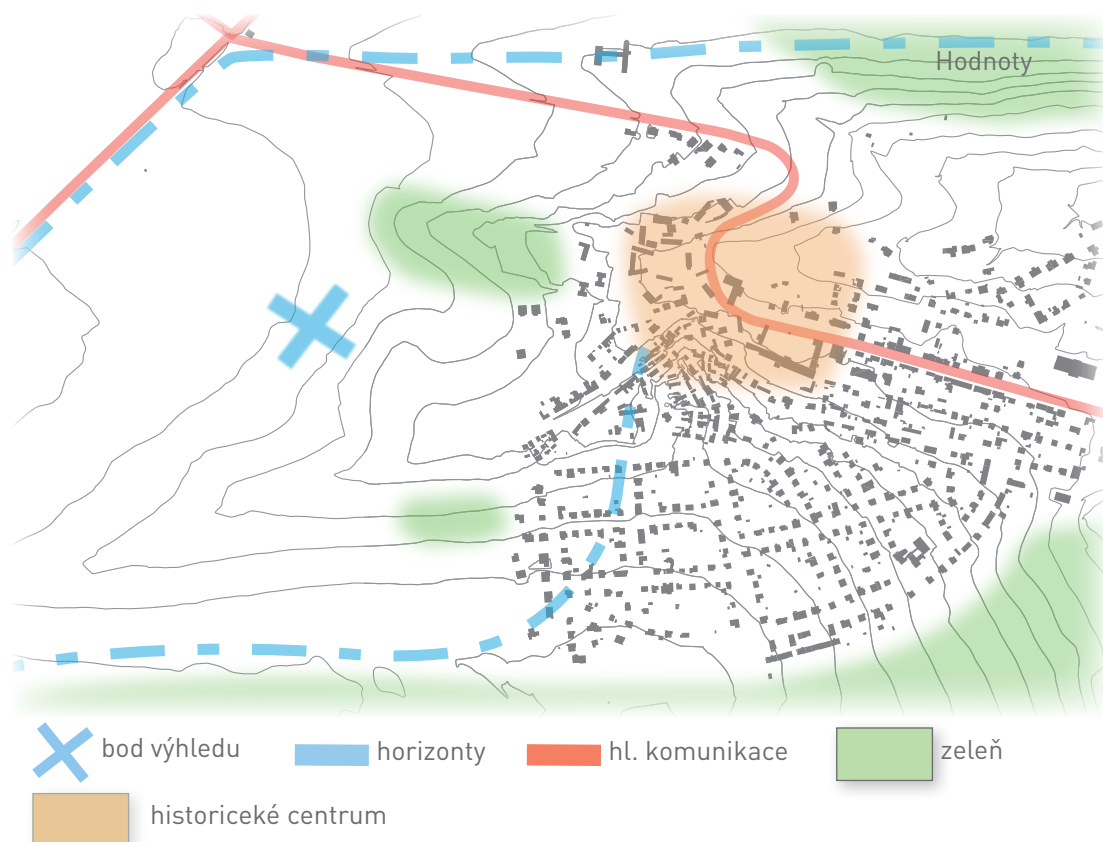 Hodnoty
bod výhledu
horizonty
hl. komunikace
zeleň
historiceké centrum